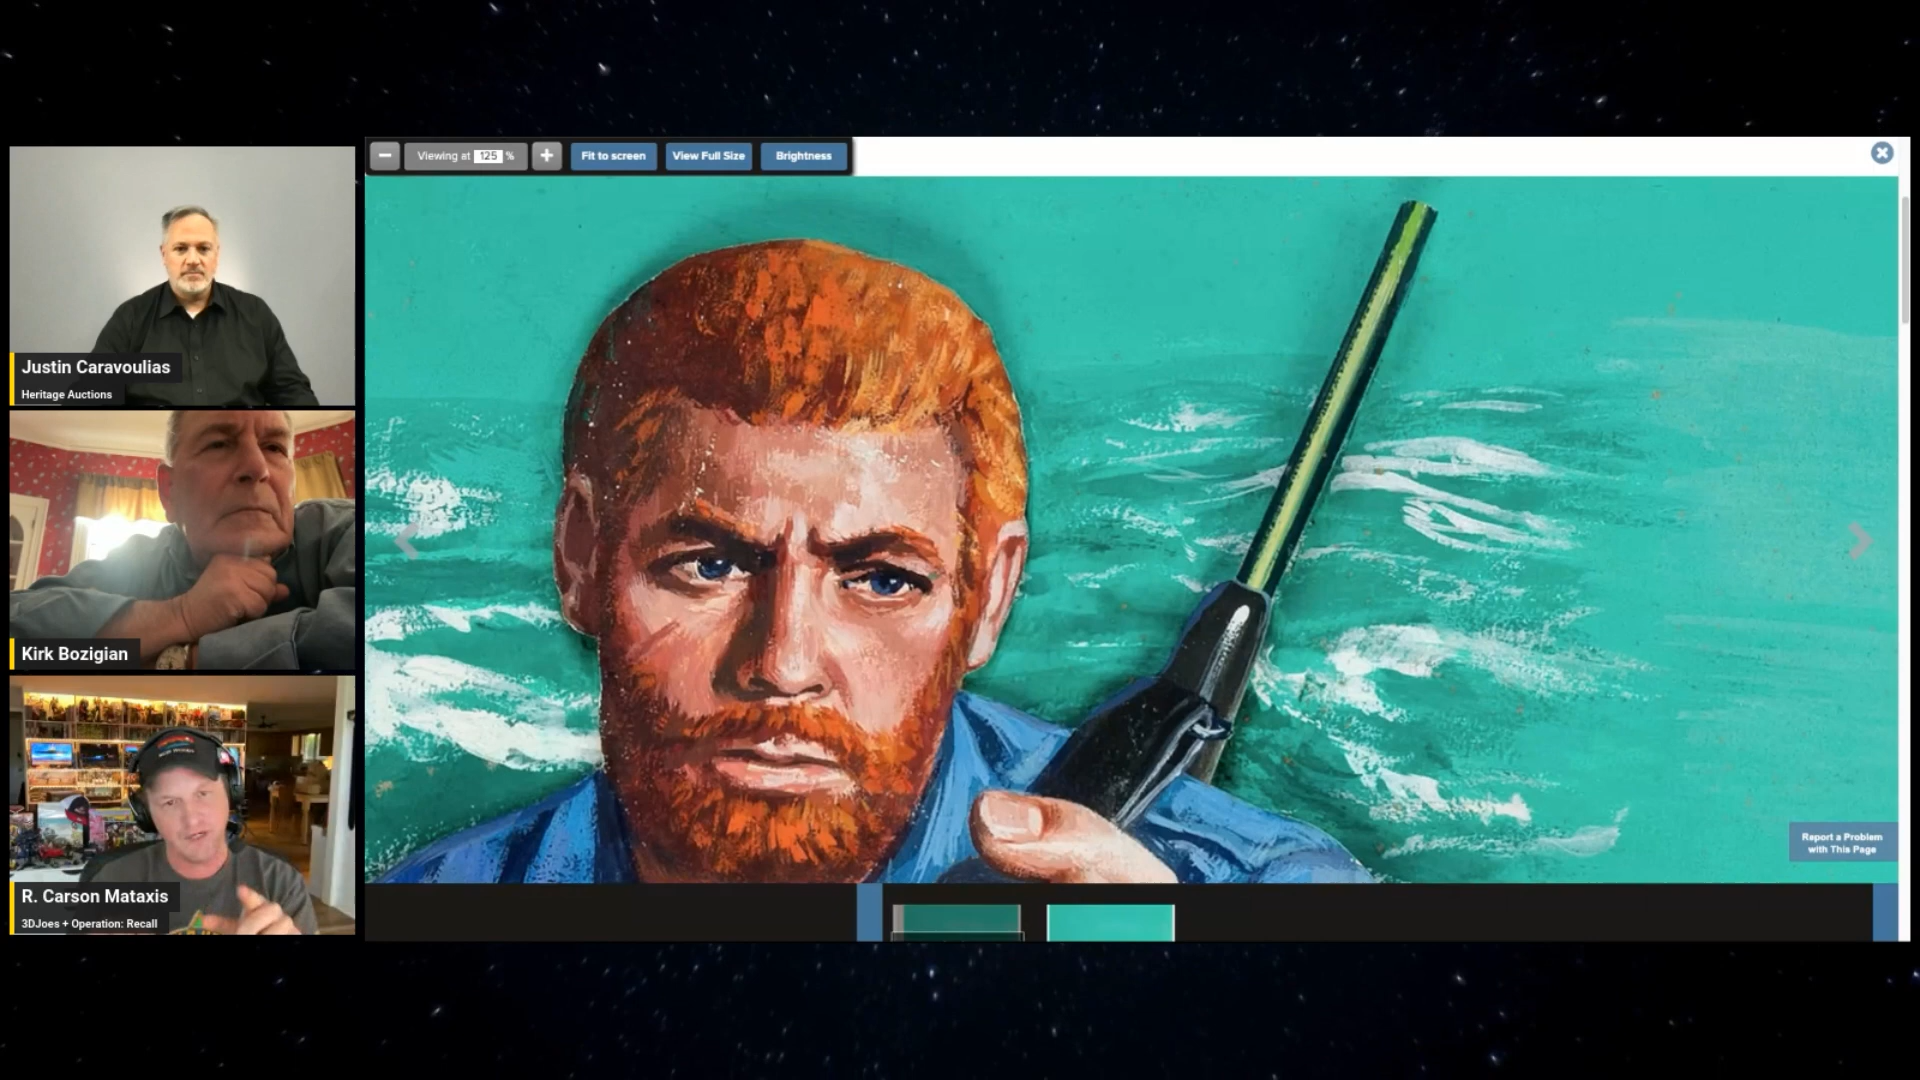 Viewing at 125 %
Fit to screen
View Full Size
Brightness
Justin Caravoulias
Heritage Auctions
Kirk Bozigian
R. Carson Mataxis
3DJoes + Operation: Recall
Report a Problem
with This Page